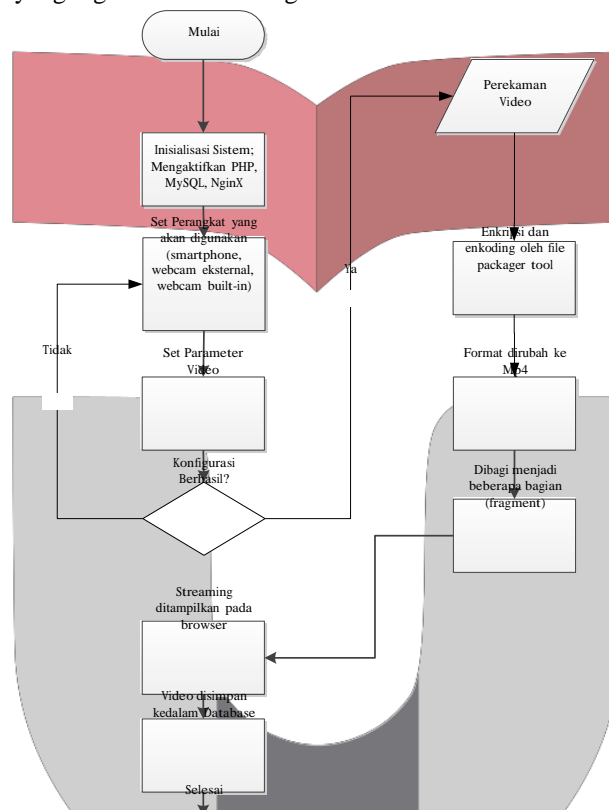 Mulai
Inisialisasi Sistem;
Mengaktifkan PHP,
MySQL, NginX
Set Perangkat yang
akan digunakan
(smartphone,
webcam eksternal,
webcam built-in)
Tidak
Set Parameter
Video
Konfigurasi
Berhasil?
Ya
Perekaman
Video
Enkripsi dan
enkoding oleh file
packager tool
Format dirubah ke
Mp4
Dibagi menjadi
beberapa bagian
(fragment)
Streaming
ditampilkan pada
browser
Video disimpan
kedalam Database
Selesai